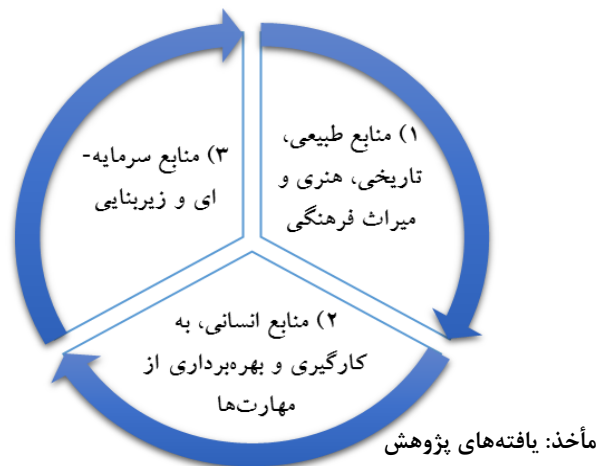 ۱) منابع طبیعی،
تاریخی، هنری و
میراث فرهنگی
۲) منابع انسانی، به
کارگیری و بهره‌برداری از
مهارت‌ها
۳) منابع سرمایه-
ای و زیربنایی
مأخذ: یافته‌های پژوهش